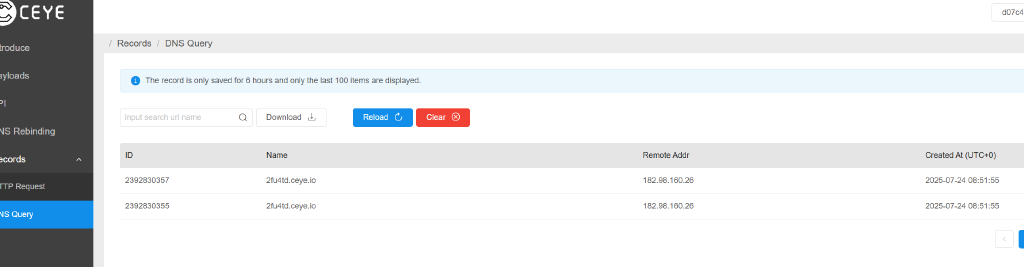 CEYE
d07c4
troduce
/ Records / DNS Query
ayloads
The record is only saved for 6 hours and only the last 100 items are displayed.
PI
Input search url name
Download
Reload
Clear
NS Rebinding
ecords
ID Name Remote Addr Created At (UTC+0)
TTP Request
2392830357 2fu4td.ceye.io 182.98.160.26 2025-07-24 08:51:55
NS Query
2392830355 2fu4td.ceye.io 182.98.160.26 2025-07-24 08:51:55